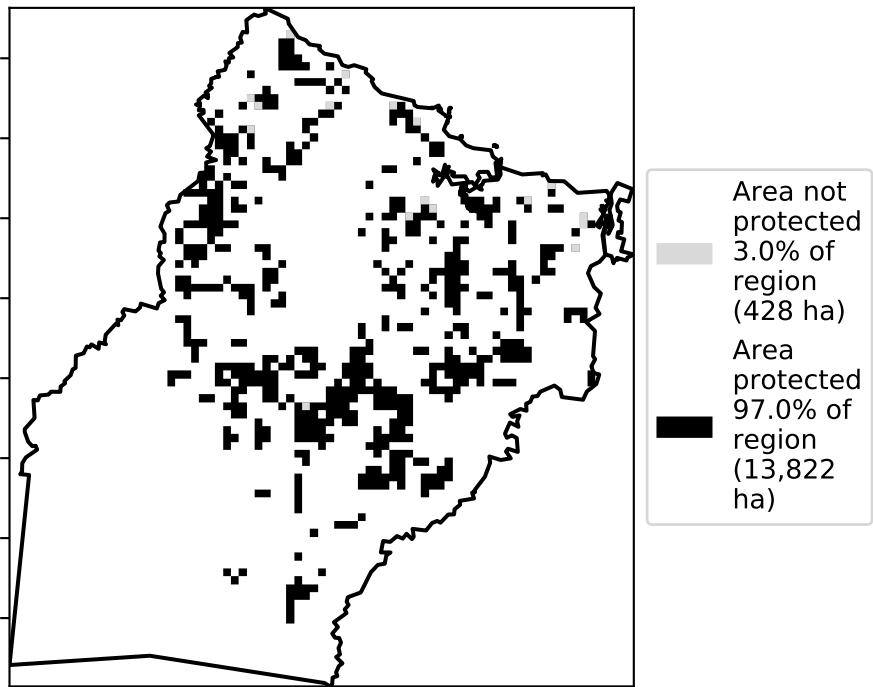 Area not
protected
3.0% of
region
(428 ha)
Area
protected
97.0% of
region
(13,822
ha)